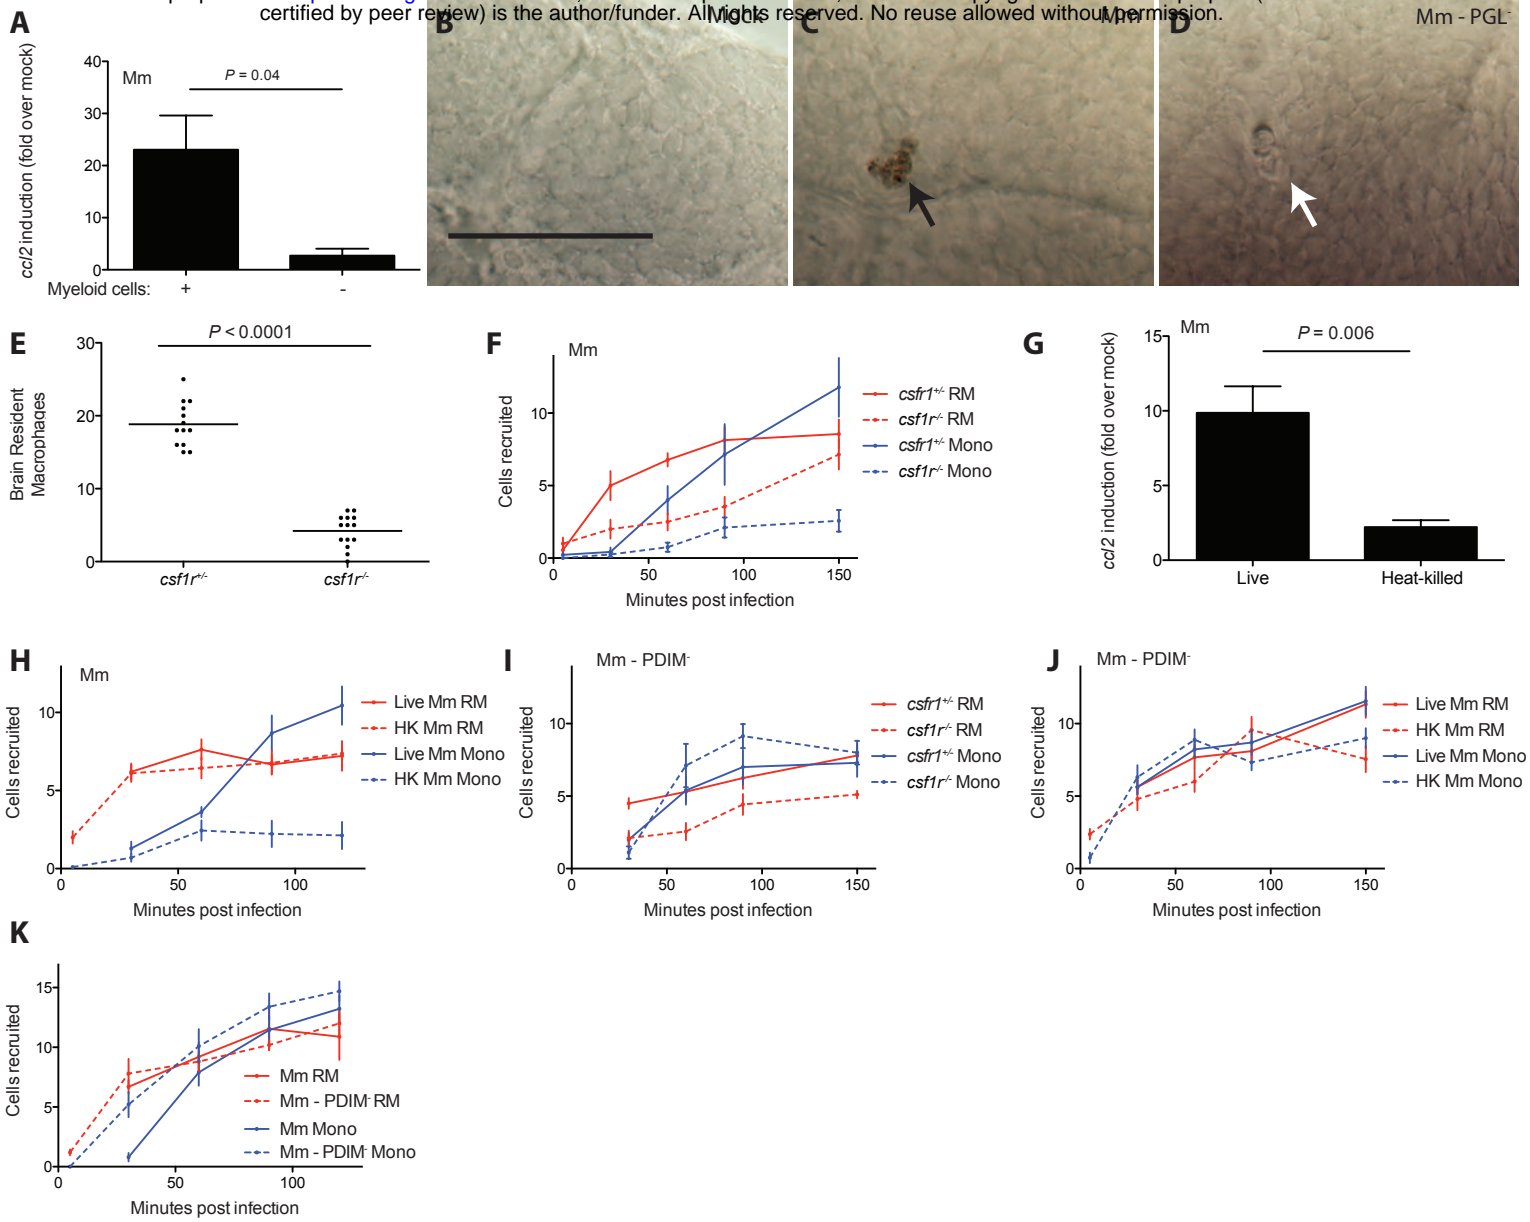 certified by peer review) is the author/funder. All rights reserved. No reuse allowed without permission.
A
Mm
P = 0.04
ccl2 induction (fold over mock)
40
30
20
10
0
Myeloid cells: + -
B
Mock
C
Mm
D
Mm - PGL-
E
P < 0.0001
Brain Resident
Macrophages
30
20
10
0
csf1r+/- csf1r-/-
F
Mm
Cells recruited
10
5
0
0 50 100 150
Minutes post infection
csfr1+/- RM
csf1r-/- RM
csfr1+/- Mono
csf1r-/- Mono
G
Mm
P = 0.006
ccl2 induction (fold over mock)
15
10
5
0
Live Heat-killed
H
Mm
Cells recruited
10
5
0
0 50 100
Minutes post infection
Live Mm RM
HK Mm RM
Live Mm Mono
HK Mm Mono
I
Mm - PDIM-
Cells recruited
10
5
0
0 50 100 150
Minutes post infection
csfr1+/- RM
csf1r-/- RM
csfr1+/- Mono
csf1r-/- Mono
J
Mm - PDIM-
Cells recruited
10
5
0
0 50 100 150
Minutes post infection
Live Mm RM
HK Mm RM
Live Mm Mono
HK Mm Mono
K
Cells recruited
15
10
5
0
0 50 100
Minutes post infection
Mm RM
Mm - PDIM- RM
Mm Mono
Mm - PDIM- Mono